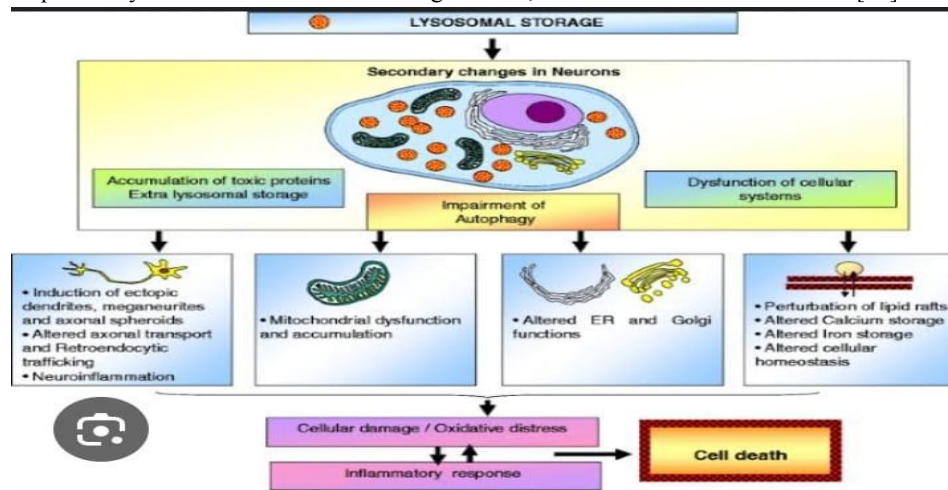 LYSOSOMAL STORAGE
Secondary changes in Neurons
Accumulation of toxic proteins
Extra lysosomal storage
Impairment of
Autophagy
Dysfunction of cellular
systems
• Induction of ectopic
dendrites, meganeurites
and axonal spheroids
• Altered axonal transport
and Retroendocytic
trafficking
• Neuroinflammation
• Mitochondrial dysfunction
and accumulation
• Altered ER and Golgi
functions
• Perturbation of lipid rafts
• Altered Calcium storage
• Altered Iron storage
• Altered cellular
homeostasis
Cellular damage / Oxidative distress
Inflammatory response
Cell death